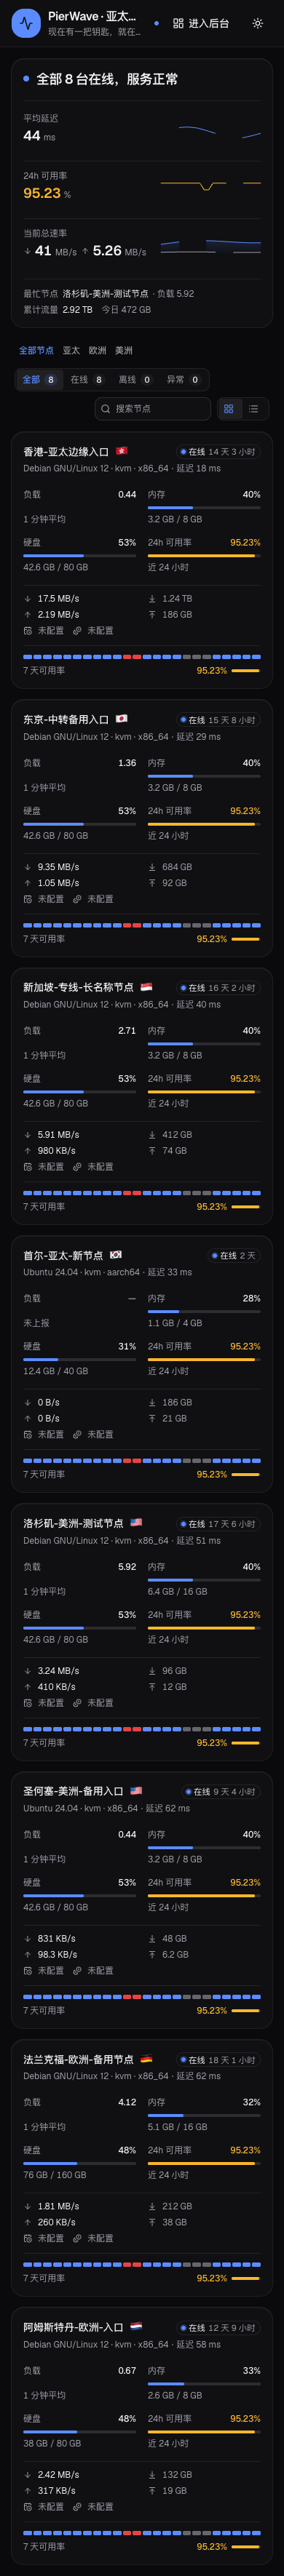 PierWave · 亚太...
现在有一把钥匙，就在...
进入后台
全部 8 台在线，服务正常
平均延迟
44 ms
24h 可用率
95.23 %
当前总速率
↓ 41 MB/s ↑ 5.26 MB/s
最忙节点 洛杉矶-美洲-测试节点 · 负载 5.92
累计流量 2.92 TB 今日 472 GB
全部节点 亚太 欧洲 美洲
全部 8 在线 8 离线 0 异常 0
搜索节点
香港-亚太边缘入口 在线 14 天 3 小时
Debian GNU/Linux 12 · kvm · x86_64 · 延迟 18 ms
负载 0.44 内存 40%
1 分钟平均 3.2 GB / 8 GB
硬盘 53% 24h 可用率 95.23%
42.6 GB / 80 GB 近 24 小时
↓ 17.5 MB/s 1.24 TB
↑ 2.19 MB/s 186 GB
未配置 未配置
7 天可用率 95.23%
东京-中转备用入口 在线 15 天 8 小时
Debian GNU/Linux 12 · kvm · x86_64 · 延迟 29 ms
负载 1.36 内存 40%
1 分钟平均 3.2 GB / 8 GB
硬盘 53% 24h 可用率 95.23%
42.6 GB / 80 GB 近 24 小时
↓ 9.35 MB/s 684 GB
↑ 1.05 MB/s 92 GB
未配置 未配置
7 天可用率 95.23%
新加坡-专线-长名称节点 在线 16 天 2 小时
Debian GNU/Linux 12 · kvm · x86_64 · 延迟 40 ms
负载 2.71 内存 40%
1 分钟平均 3.2 GB / 8 GB
硬盘 53% 24h 可用率 95.23%
42.6 GB / 80 GB 近 24 小时
↓ 5.91 MB/s 412 GB
↑ 980 KB/s 74 GB
未配置 未配置
7 天可用率 95.23%
首尔-亚太-新节点 在线 2 天
Ubuntu 24.04 · kvm · aarch64 · 延迟 33 ms
负载 — 内存 28%
未上报 1.1 GB / 4 GB
硬盘 31% 24h 可用率 95.23%
12.4 GB / 40 GB 近 24 小时
↓ 0 B/s 186 GB
↑ 0 B/s 21 GB
未配置 未配置
7 天可用率 95.23%
洛杉矶-美洲-测试节点 在线 17 天 6 小时
Debian GNU/Linux 12 · kvm · x86_64 · 延迟 51 ms
负载 5.92 内存 40%
1 分钟平均 6.4 GB / 16 GB
硬盘 53% 24h 可用率 95.23%
42.6 GB / 80 GB 近 24 小时
↓ 3.24 MB/s 96 GB
↑ 410 KB/s 12 GB
未配置 未配置
7 天可用率 95.23%
圣何塞-美洲-备用入口 在线 9 天 4 小时
Ubuntu 24.04 · kvm · x86_64 · 延迟 62 ms
负载 0.44 内存 40%
1 分钟平均 3.2 GB / 8 GB
硬盘 53% 24h 可用率 95.23%
42.6 GB / 80 GB 近 24 小时
↓ 831 KB/s 48 GB
↑ 98.3 KB/s 6.2 GB
未配置 未配置
7 天可用率 95.23%
法兰克福-欧洲-备用节点 在线 18 天 1 小时
Debian GNU/Linux 12 · kvm · x86_64 · 延迟 62 ms
负载 4.12 内存 32%
1 分钟平均 5.1 GB / 16 GB
硬盘 48% 24h 可用率 95.23%
76 GB / 160 GB 近 24 小时
↓ 1.81 MB/s 212 GB
↑ 260 KB/s 38 GB
未配置 未配置
7 天可用率 95.23%
阿姆斯特丹-欧洲-入口 在线 12 天 9 小时
Debian GNU/Linux 12 · kvm · x86_64 · 延迟 58 ms
负载 0.67 内存 33%
1 分钟平均 2.6 GB / 8 GB
硬盘 48% 24h 可用率 95.23%
38 GB / 80 GB 近 24 小时
↓ 2.42 MB/s 132 GB
↑ 317 KB/s 19 GB
未配置 未配置
7 天可用率 95.23%